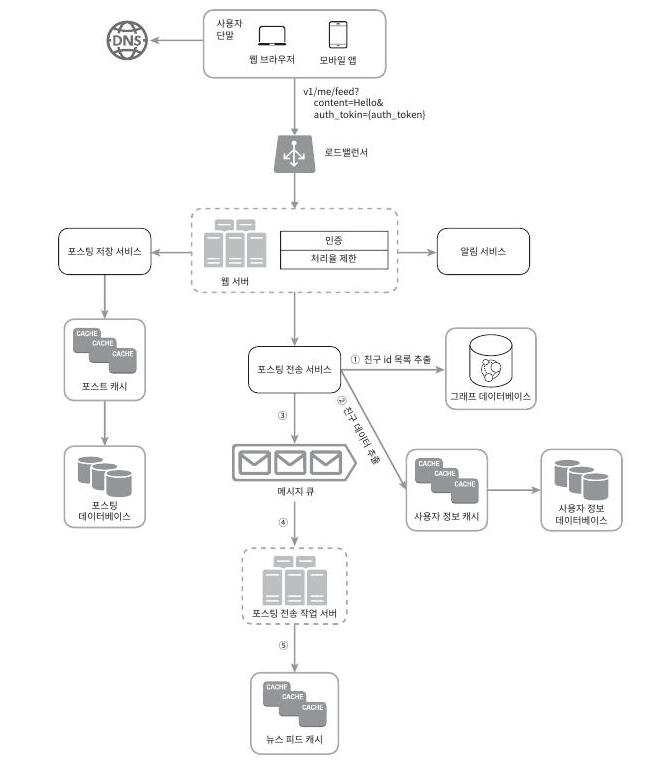 사용자
단말
DNS
웹 브라우저
모바일 앱
v1/me/feed?
content=Hello&
auth_tokin={auth_token}
로드밸런서
포스팅 저장 서비스
인증
처리율 제한
웹 서버
알림 서비스
CACHE
CACHE
CACHE
포스트 캐시
포스팅 전송 서비스
① 친구 id 목록 추출
그래프 데이터베이스
② 친구 데이터 추출
③
포스팅
데이터베이스
메시지 큐
CACHE
CACHE
CACHE
사용자 정보 캐시
사용자 정보
데이터베이스
④
포스팅 전송 작업 서버
⑤
CACHE
CACHE
CACHE
뉴스 피드 캐시